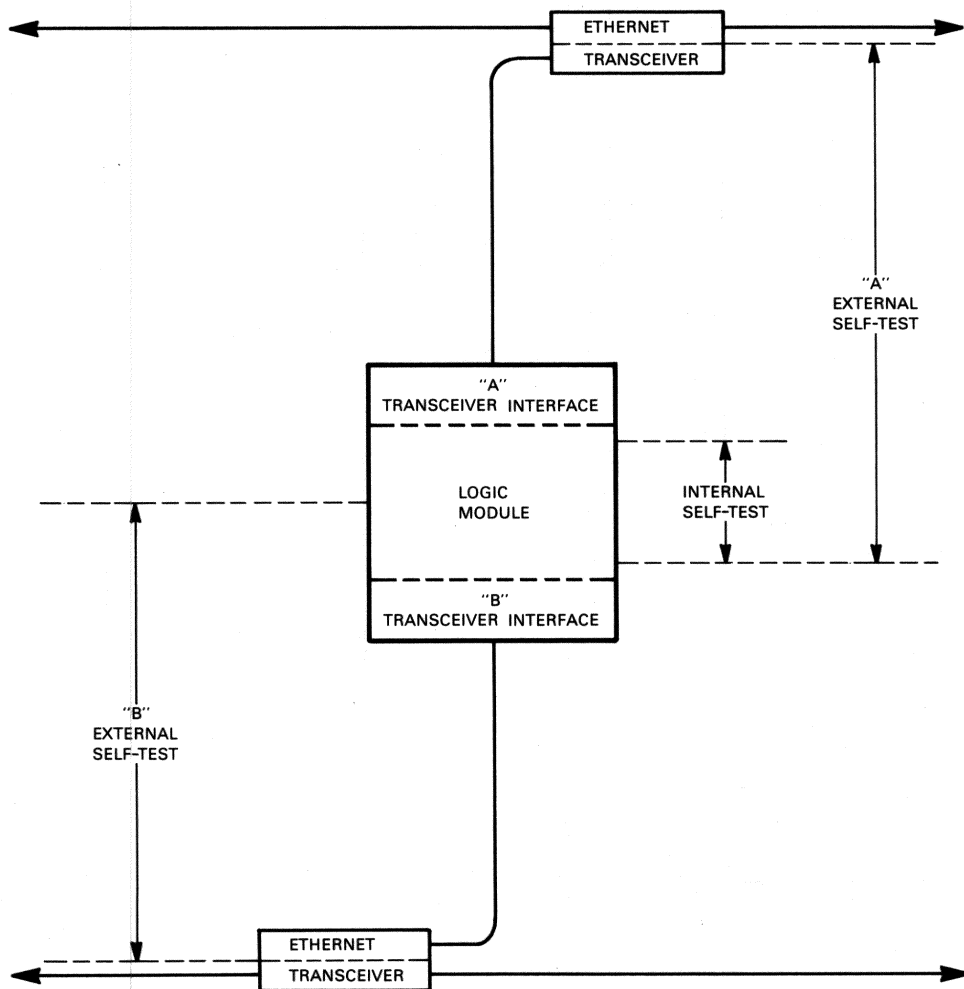 ETHERNET
TRANSCEIVER
"A"
EXTERNAL
SELF-TEST
"A"
TRANSCEIVER INTERFACE
LOGIC
MODULE
INTERNAL
SELF-TEST
"B"
TRANSCEIVER INTERFACE
"B"
EXTERNAL
SELF-TEST
ETHERNET
TRANSCEIVER